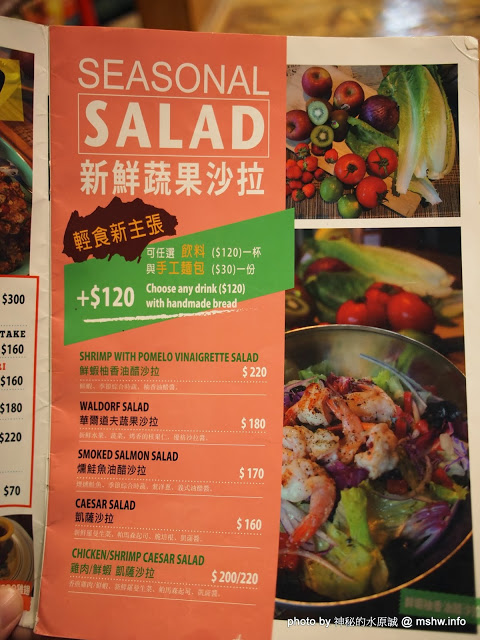 SEASONAL
SALAD
新鮮蔬果沙拉
輕食新主張
可任選 飲料 ($120)一杯
與手工麵包 ($30)一份
+$120
Choose any drink ($120)
with handmade bread
SHRIMP WITH POMELO VINAIGRETTE SALAD
鮮蝦柚香油醋沙拉 $ 220
WALDORF SALAD
華爾道夫蔬果沙拉 $ 180
SMOKED SALMON SALAD
燻鮭魚油醋沙拉 $ 170
CAESAR SALAD
凱薩沙拉 $ 160
CHICKEN/SHRIMP CAESAR SALAD
雞肉/鮮蝦 凱薩沙拉 $ 200/220
$300
TAKE
$160
$160
$180
$220
$70
photo by 神秘的水原誠 @ mshw.info